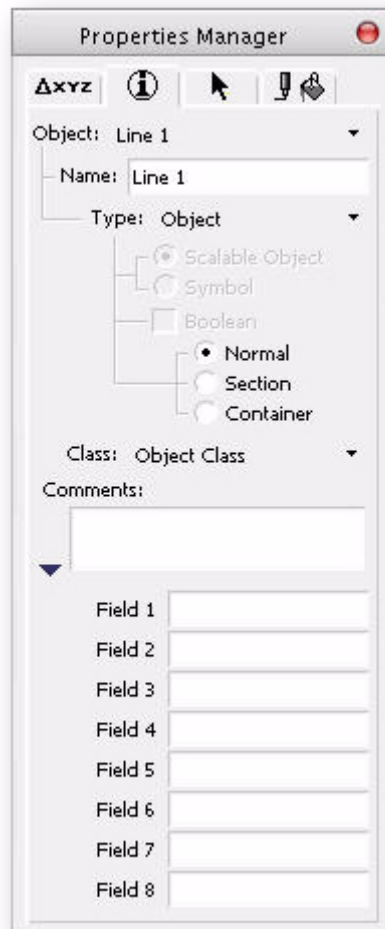 Properties Manager
ΔXYZ
Object: Line 1
Name: Line 1
Type: Object
Scalable Object
Symbol
Boolean
Normal
Section
Container
Class: Object Class
Comments:
Field 1
Field 2
Field 3
Field 4
Field 5
Field 6
Field 7
Field 8